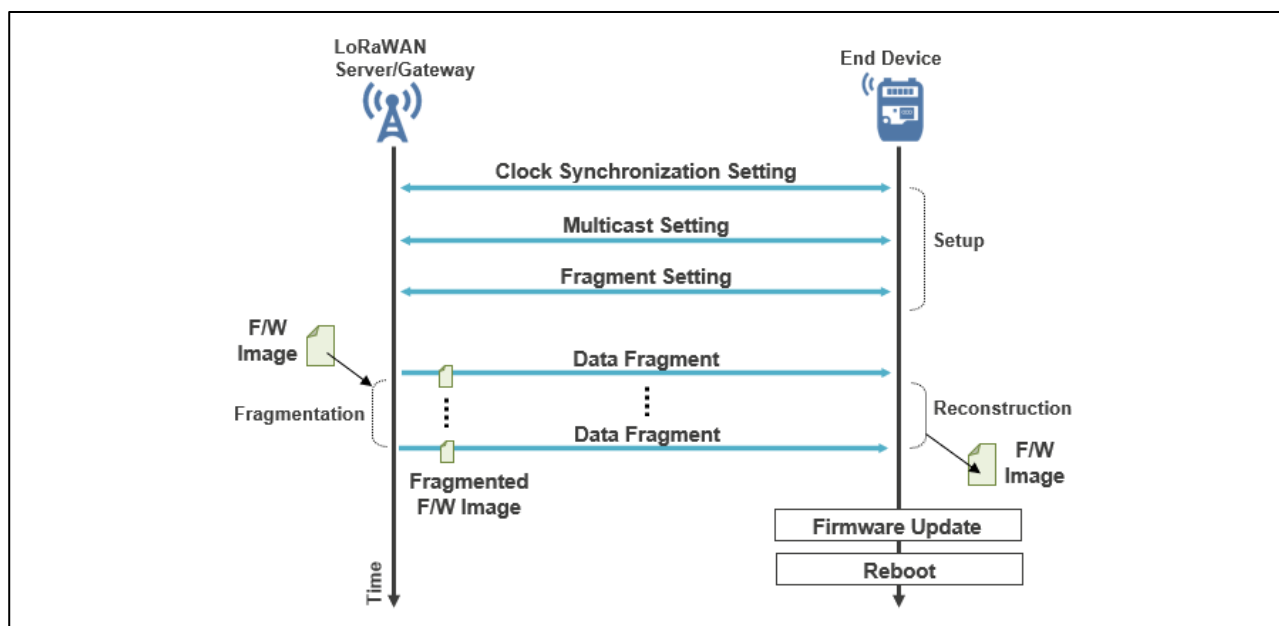 LoRaWAN
Server/Gateway
End Device
Clock Synchronization Setting
Multicast Setting
Setup
Fragment Setting
F/W
Image
Data Fragment
Fragmentation
Reconstruction
Data Fragment
F/W
Image
Fragmented
F/W Image
Firmware Update
Reboot
Time